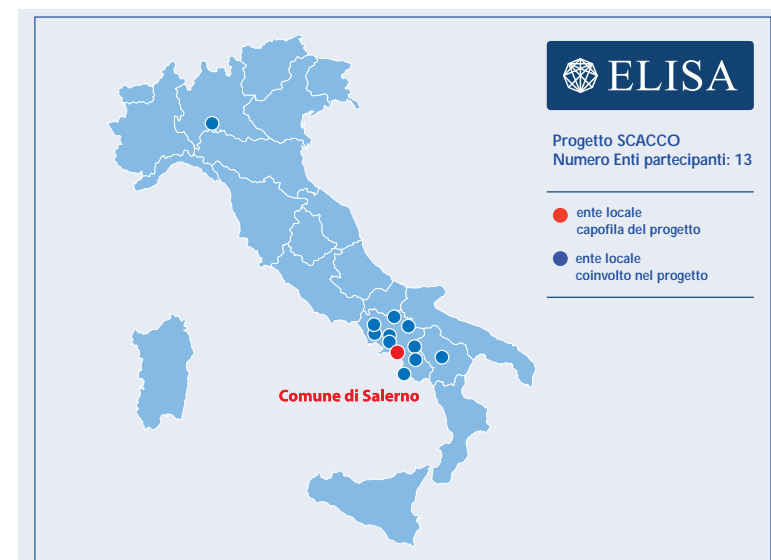 ELISA
Progetto SCACCO
Numero Enti partecipanti: 13
ente locale
capofila del progetto
ente locale
coinvolto nel progetto
Comune di Salerno